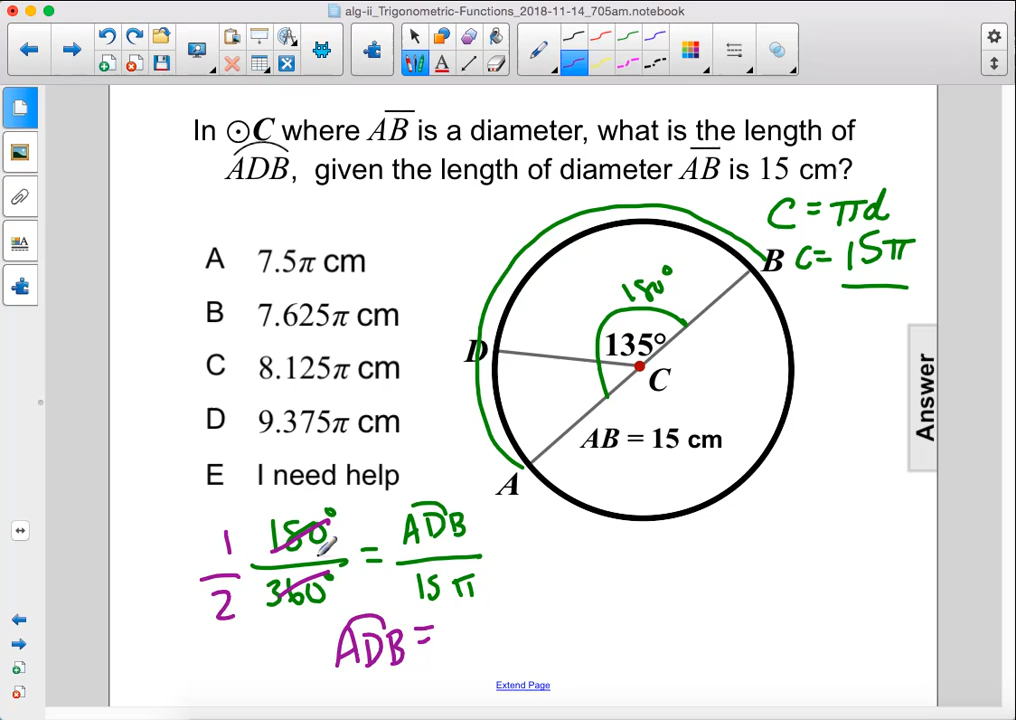 alg-ii_Trigonometric-Functions_2018-11-14_705am.notebook
In ⊙C where AB is a diameter, what is the length of
ADB, given the length of diameter AB is 15 cm?
C = πd
B C = 15π
A 7.5π cm
180°
B 7.625π cm
D 135°
C 8.125π cm
C
D 9.375π cm
AB = 15 cm
Answer
E I need help
A
1/2 180°/360° = ADB/15π
ADB =
Extend Page